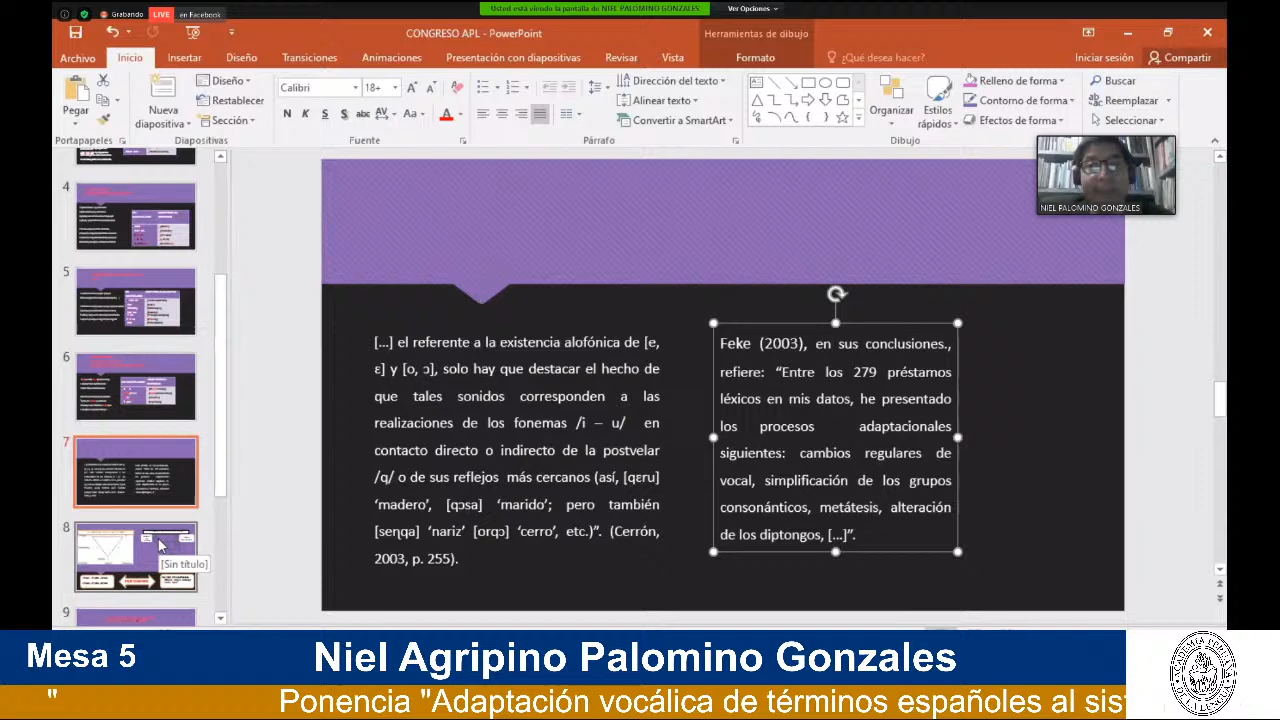 Grabando LIVE en Facebook
Usted está viendo la pantalla de NIEL PALOMINO GONZALES
Ver Opciones
CONGRESO APL - PowerPoint
Herramientas de dibujo
Archivo Inicio Insertar Diseño Transiciones Animaciones Presentación con diapositivas Revisar Vista Formato ¿Qué desea hacer? Iniciar sesión Compartir
Pegar
Nueva diapositiva
Diseño
Restablecer
Sección
Calibri 18+
N K S S abc AV Aa A
Dirección del texto
Alinear texto
Convertir a SmartArt
Organizar
Estilos rápidos
Relleno de forma
Contorno de forma
Efectos de forma
Buscar
Reemplazar
Seleccionar
Portapapeles Diapositivas Fuente Párrafo Dibujo
NIEL PALOMINO GONZALES
4
5
6
7
8
[Sin título]
9
[...] el referente a la existencia alofónica de [e,
ɛ] y [o, ɔ], solo hay que destacar el hecho de
que tales sonidos corresponden a las
realizaciones de los fonemas /i – u/ en
contacto directo o indirecto de la postvelar
/q/ o de sus reflejos más cercanos (así, [qɛru]
‘madero’, [qɔsa] ‘marido’; pero también
[senqa] ‘nariz’ [orqɔ] ‘cerro’, etc.)”. (Cerrón,
2003, p. 255).
Feke (2003), en sus conclusiones.,
refiere: “Entre los 279 préstamos
léxicos en mis datos, he presentado
los procesos adaptacionales
siguientes: cambios regulares de
vocal, simplificación de los grupos
consonánticos, metátesis, alteración
de los diptongos, [...]”.
Mesa 5
Niel Agripino Palomino Gonzales
" Ponencia "Adaptación vocálica de términos españoles al sis